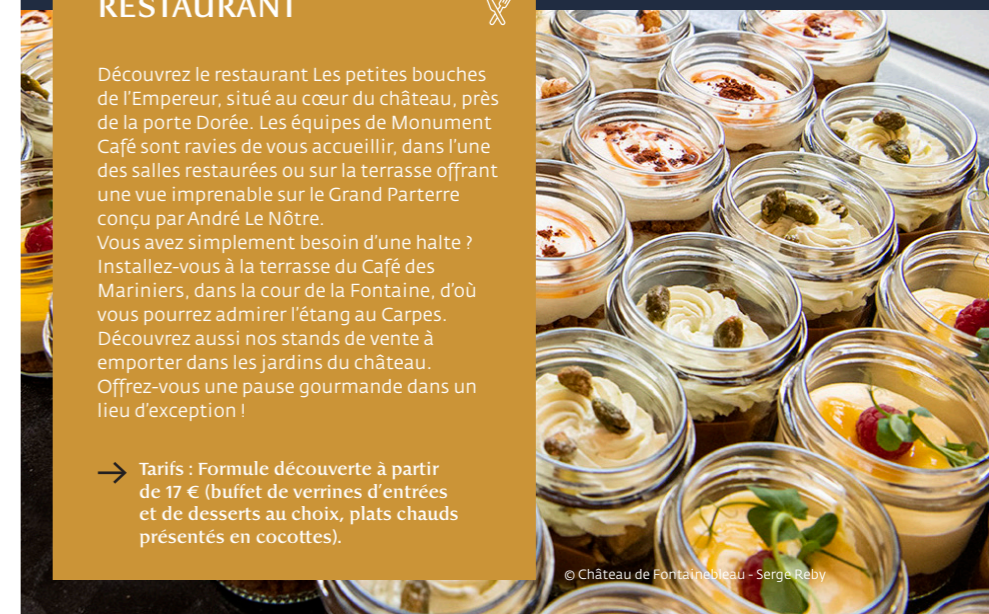 RESTAURANT
Découvrez le restaurant Les petites bouches
de l’Empereur, situé au cœur du château, près
de la porte Dorée. Les équipes de Monument
Café sont ravies de vous accueillir, dans l’une
des salles restaurées ou sur la terrasse offrant
une vue imprenable sur le Grand Parterre
conçu par André Le Nôtre.
Vous avez simplement besoin d’une halte ?
Installez-vous à la terrasse du Café des
Mariniers, dans la cour de la Fontaine, d’où
vous pourrez admirer l’étang au Carpes.
Découvrez aussi nos stands de vente à
emporter dans les jardins du château.
Offrez-vous une pause gourmande dans un
lieu d’exception !
→ Tarifs : Formule découverte à partir
de 17 € (buffet de verrines d’entrées
et de desserts au choix, plats chauds
présentés en cocottes).
© Château de Fontainebleau - Serge Reby